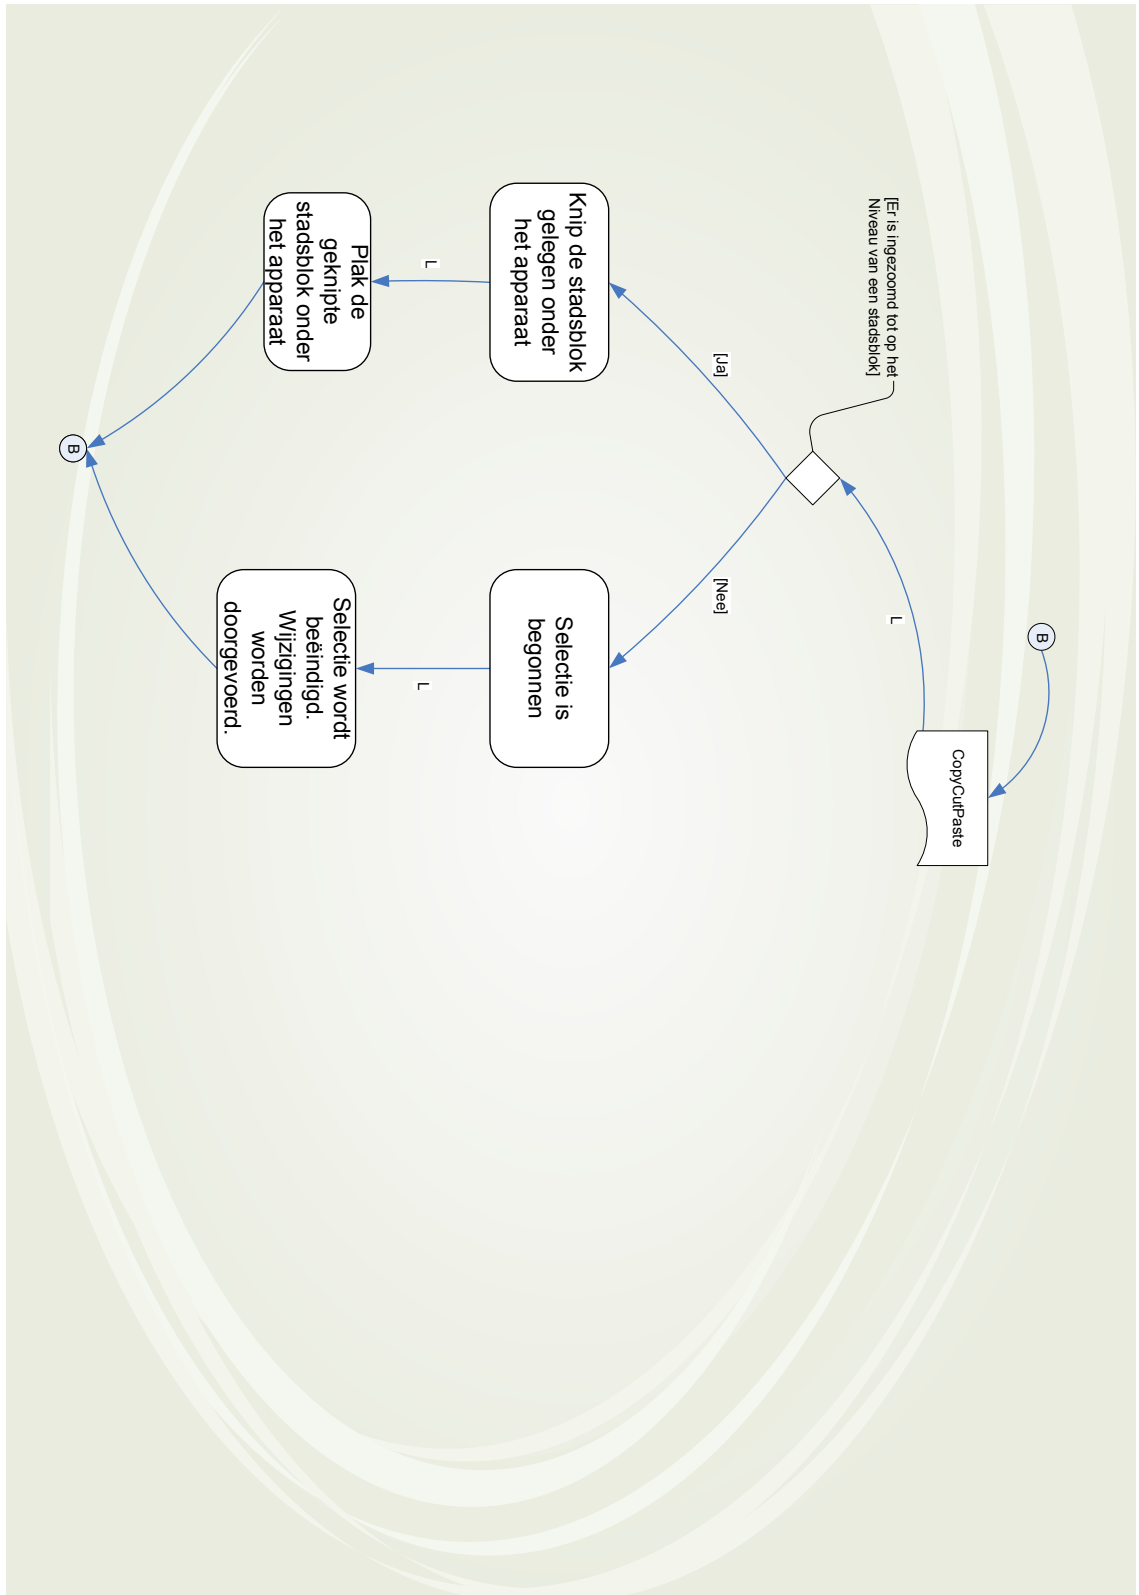 B
CopyCutPaste
L
[Er is ingezoomd tot op het
Niveau van een stadsblok]
[Ja]
[Nee]
Knip de stadsblok
gelegen onder
het apparaat
Selectie is
begonnen
L
L
Plak de
geknipte
stadsblok onder
het apparaat
Selectie wordt
beëindigd.
Wijzigingen
worden
doorgevoerd.
B